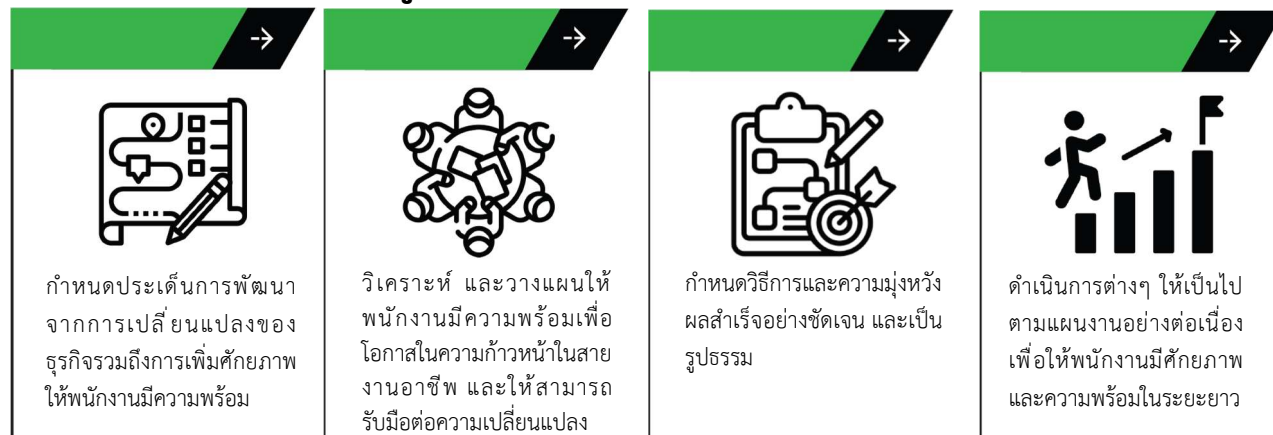 กำหนดประเด็นการพัฒนา
จากการเปลี่ยนแปลงของ
ธุรกิจรวมถึงการเพิ่มศักยภาพ
ให้พนักงานมีความพร้อม
วิเคราะห์ และวางแผนให้
พนักงานมีความพร้อมเพื่อ
โอกาสในความก้าวหน้าในสาย
งานอาชีพ และให้สามารถ
รับมือต่อความเปลี่ยนแปลง
กำหนดวิธีการและความมุ่งหวัง
ผลสำเร็จอย่างชัดเจน และเป็น
รูปธรรม
ดำเนินการต่างๆ ให้เป็นไป
ตามแผนงานอย่างต่อเนื่อง
เพื่อให้พนักงานมีศักยภาพ
และความพร้อมในระยะยาว